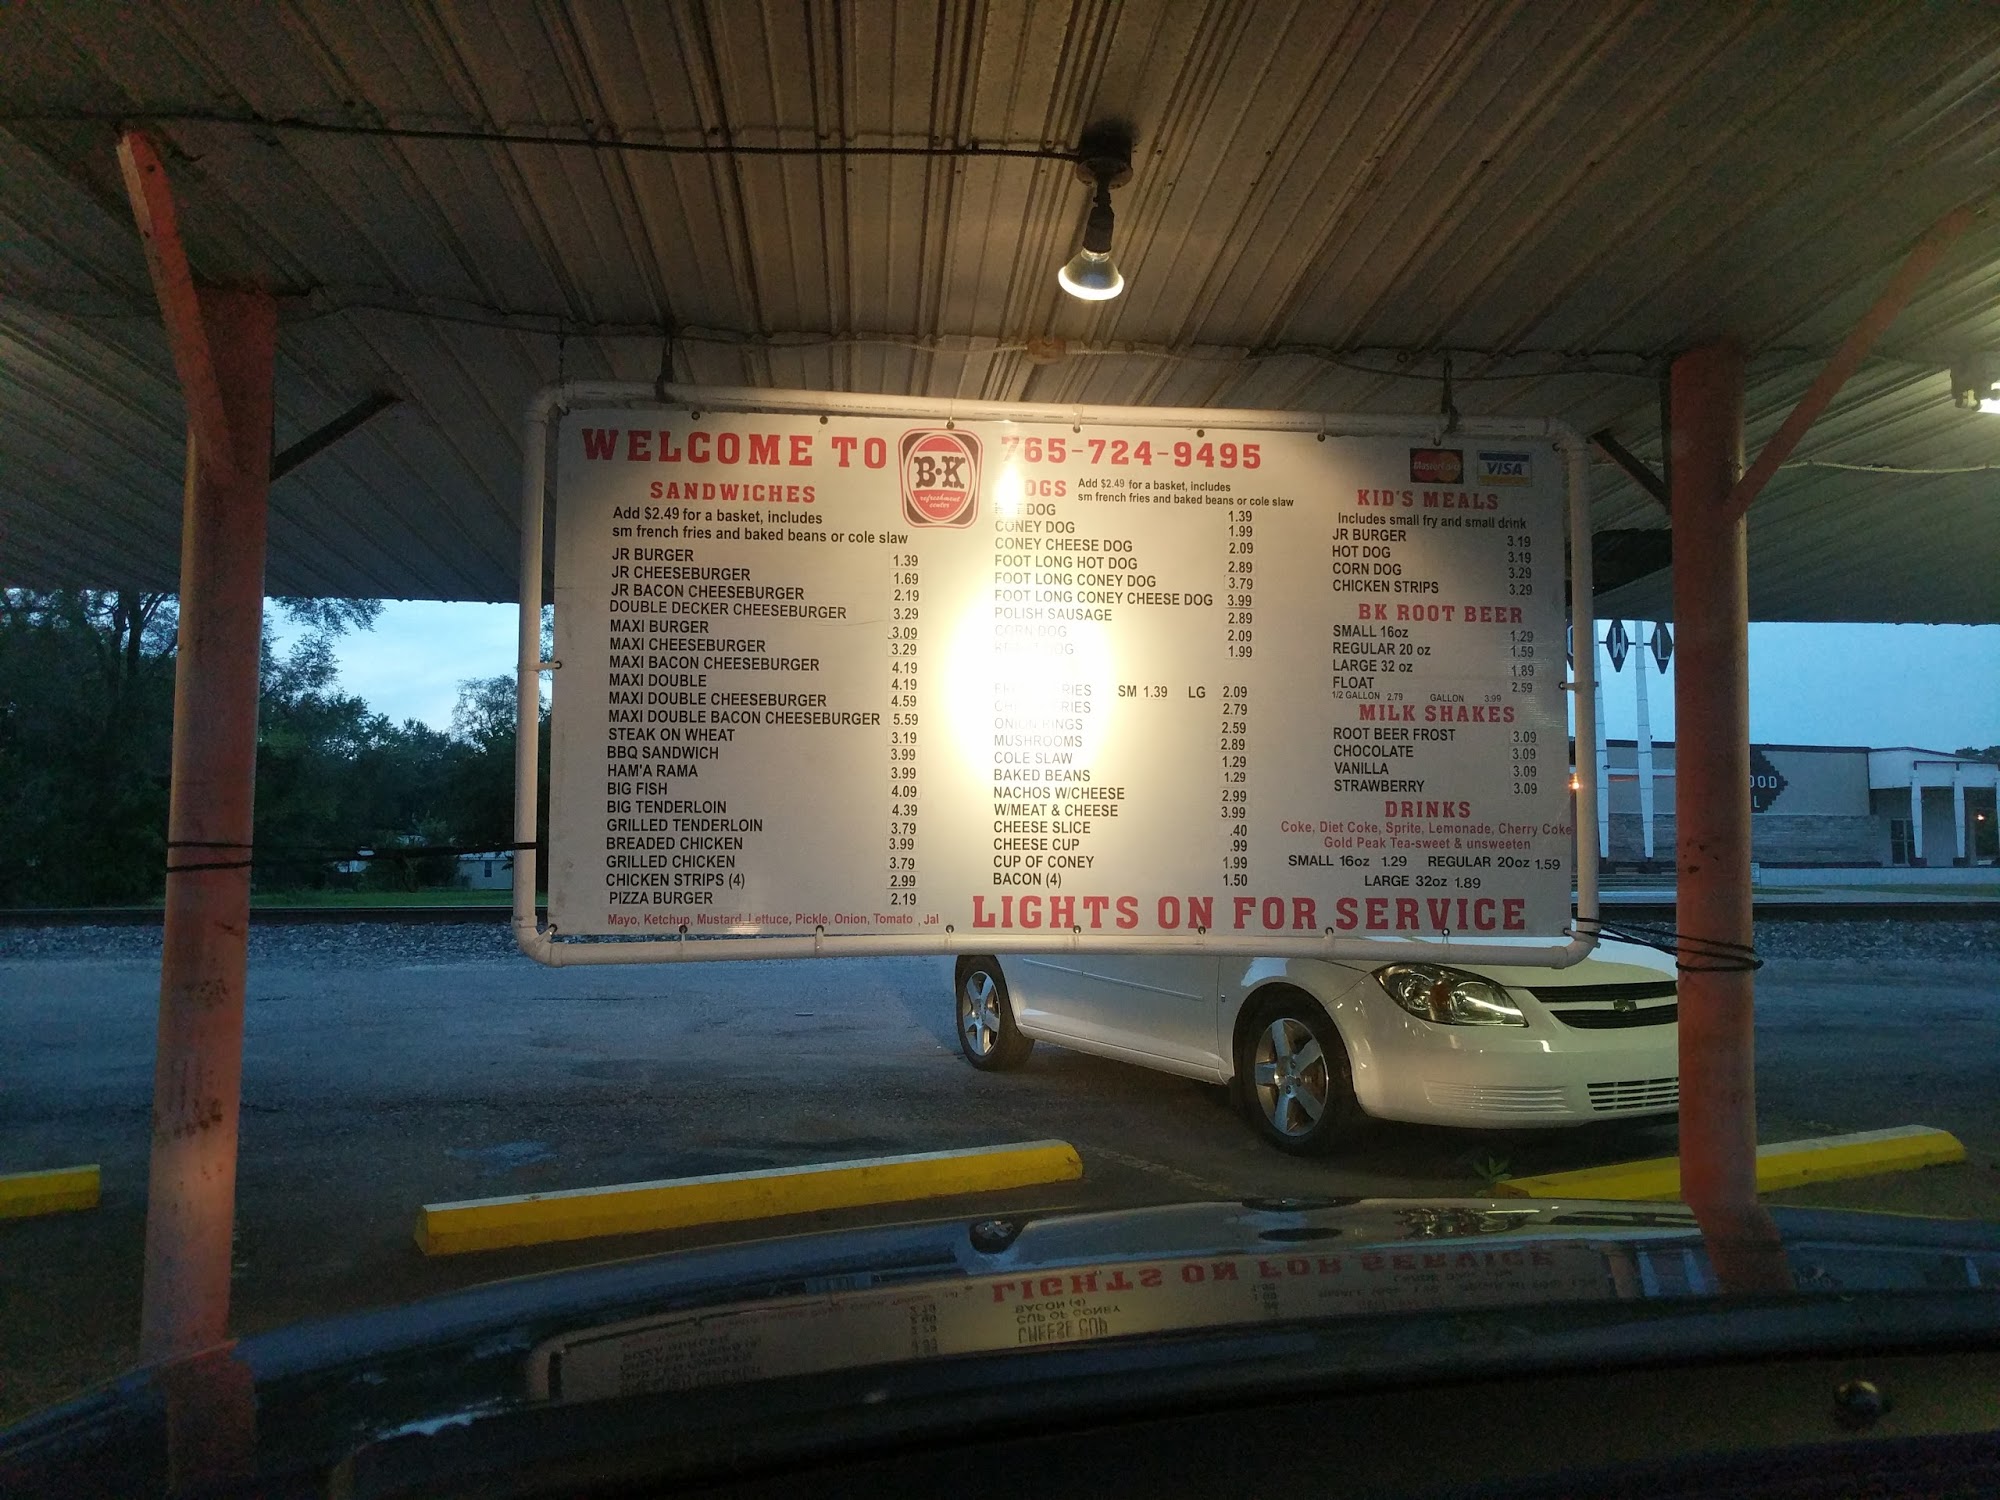 WELCOME TO
B·K
refreshment
center
765-724-9495
MasterCard
VISA
SANDWICHES
Add $2.49 for a basket, includes
sm french fries and baked beans or cole slaw
JR BURGER 1.39
JR CHEESEBURGER 1.69
JR BACON CHEESEBURGER 2.19
DOUBLE DECKER CHEESEBURGER 3.29
MAXI BURGER 3.09
MAXI CHEESEBURGER 3.29
MAXI BACON CHEESEBURGER 4.19
MAXI DOUBLE 4.19
MAXI DOUBLE CHEESEBURGER 4.59
MAXI DOUBLE BACON CHEESEBURGER 5.59
STEAK ON WHEAT 3.19
BBQ SANDWICH 3.99
HAM'A RAMA 3.99
BIG FISH 4.09
BIG TENDERLOIN 4.39
GRILLED TENDERLOIN 3.79
BREADED CHICKEN 3.99
GRILLED CHICKEN 3.79
CHICKEN STRIPS (4) 2.99
PIZZA BURGER 2.19
Mayo, Ketchup, Mustard, Lettuce, Pickle, Onion, Tomato , Jal
DOGS Add $2.49 for a basket, includes
sm french fries and baked beans or cole slaw
HOT DOG 1.39
CONEY DOG 1.99
CONEY CHEESE DOG 2.09
FOOT LONG HOT DOG 2.89
FOOT LONG CONEY DOG 3.79
FOOT LONG CONEY CHEESE DOG 3.99
POLISH SAUSAGE 2.89
CORN DOG 2.09
DOG 1.99
FRIES SM 1.39 LG 2.09
FRIES 2.79
ONION RINGS 2.59
MUSHROOMS 2.89
COLE SLAW 1.29
BAKED BEANS 1.29
NACHOS W/CHEESE 2.99
W/MEAT & CHEESE 3.99
CHEESE SLICE .40
CHEESE CUP .99
CUP OF CONEY 1.99
BACON (4) 1.50
KID'S MEALS
Includes small fry and small drink
JR BURGER 3.19
HOT DOG 3.19
CORN DOG 3.29
CHICKEN STRIPS 3.29
BK ROOT BEER
SMALL 16oz 1.29
REGULAR 20 oz 1.59
LARGE 32 oz 1.89
FLOAT 2.59
1/2 GALLON 2.79 GALLON 3.99
MILK SHAKES
ROOT BEER FROST 3.09
CHOCOLATE 3.09
VANILLA 3.09
STRAWBERRY 3.09
DRINKS
Coke, Diet Coke, Sprite, Lemonade, Cherry Coke
Gold Peak Tea-sweet & unsweeten
SMALL 16oz 1.29 REGULAR 20oz 1.59
LARGE 32oz 1.89
LIGHTS ON FOR SERVICE
W L